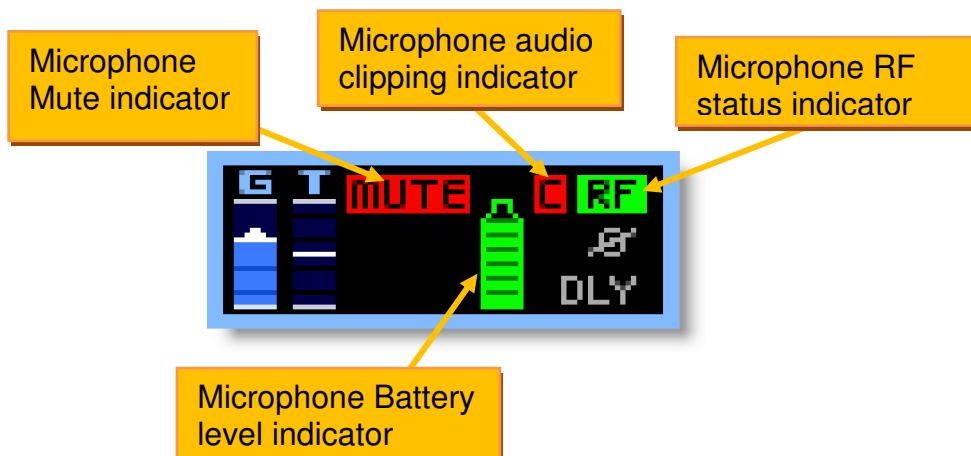 Microphone
Mute indicator
Microphone audio
clipping indicator
Microphone RF
status indicator
G T MUTE C RF
Ø
DLY
Microphone Battery
level indicator